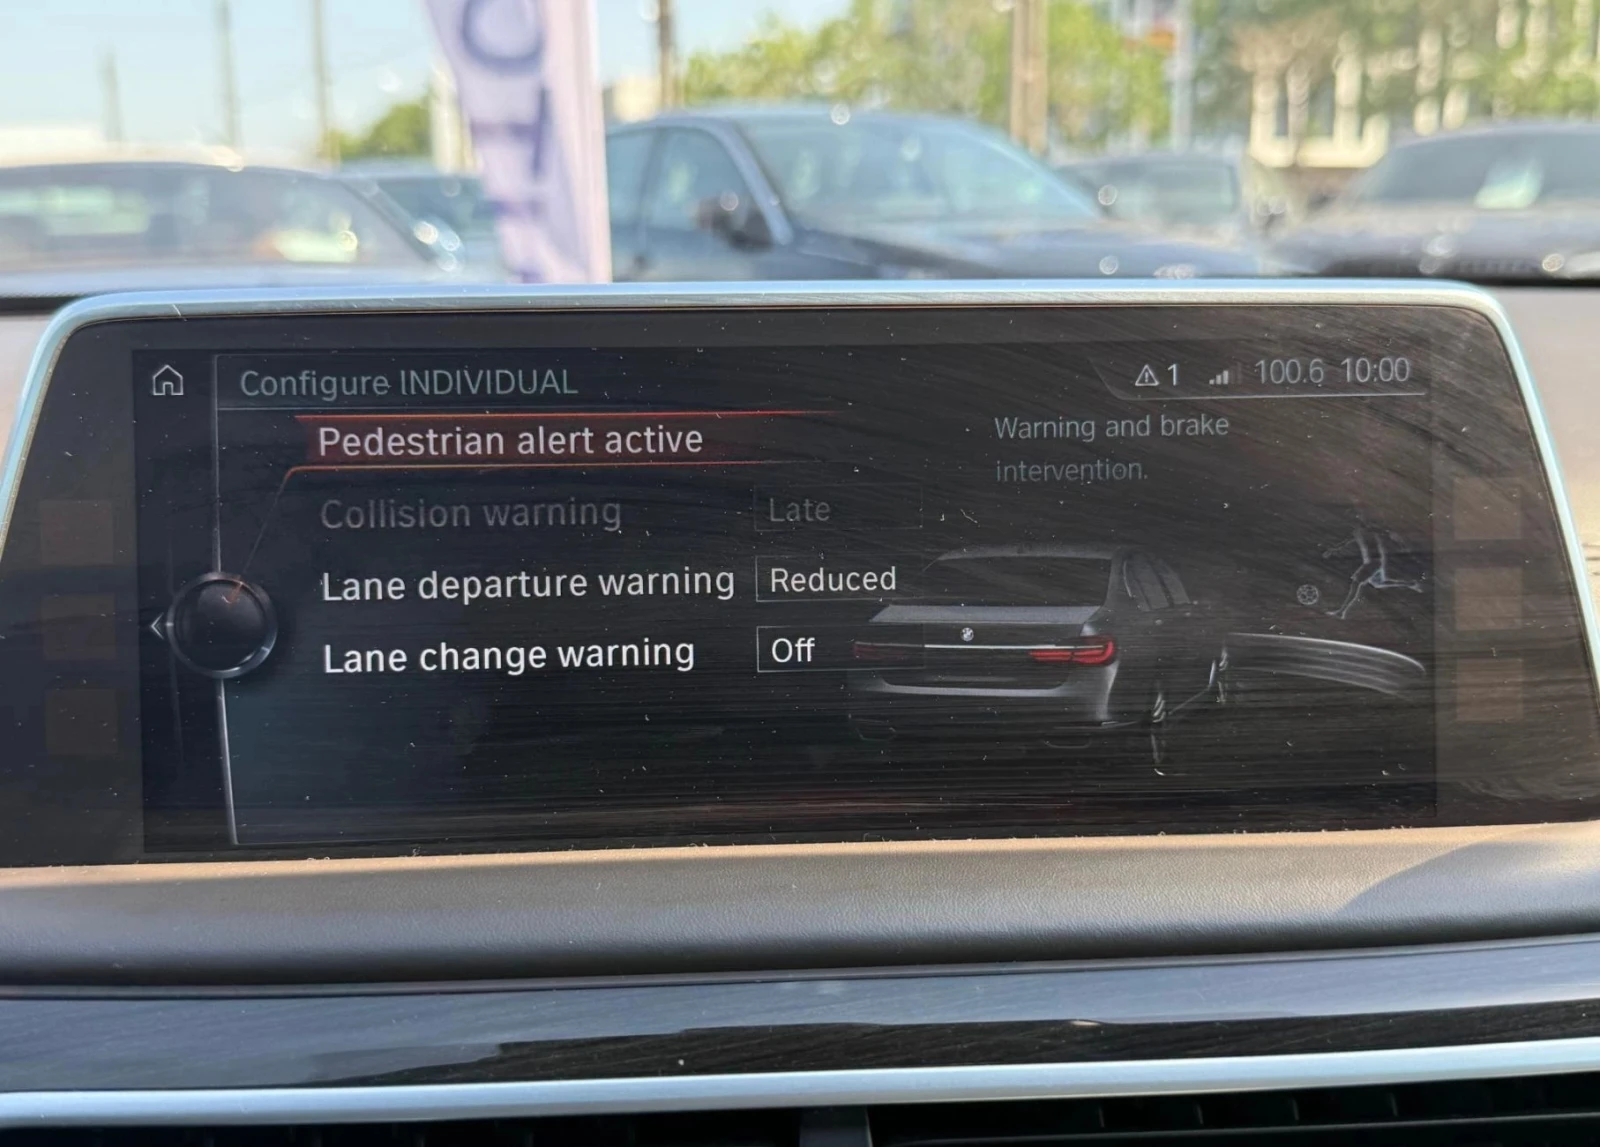 Configure INDIVIDUAL
1 100.6 10:00
Pedestrian alert active
Warning and brake
intervention.
Collision warning Late
Lane departure warning Reduced
Lane change warning Off